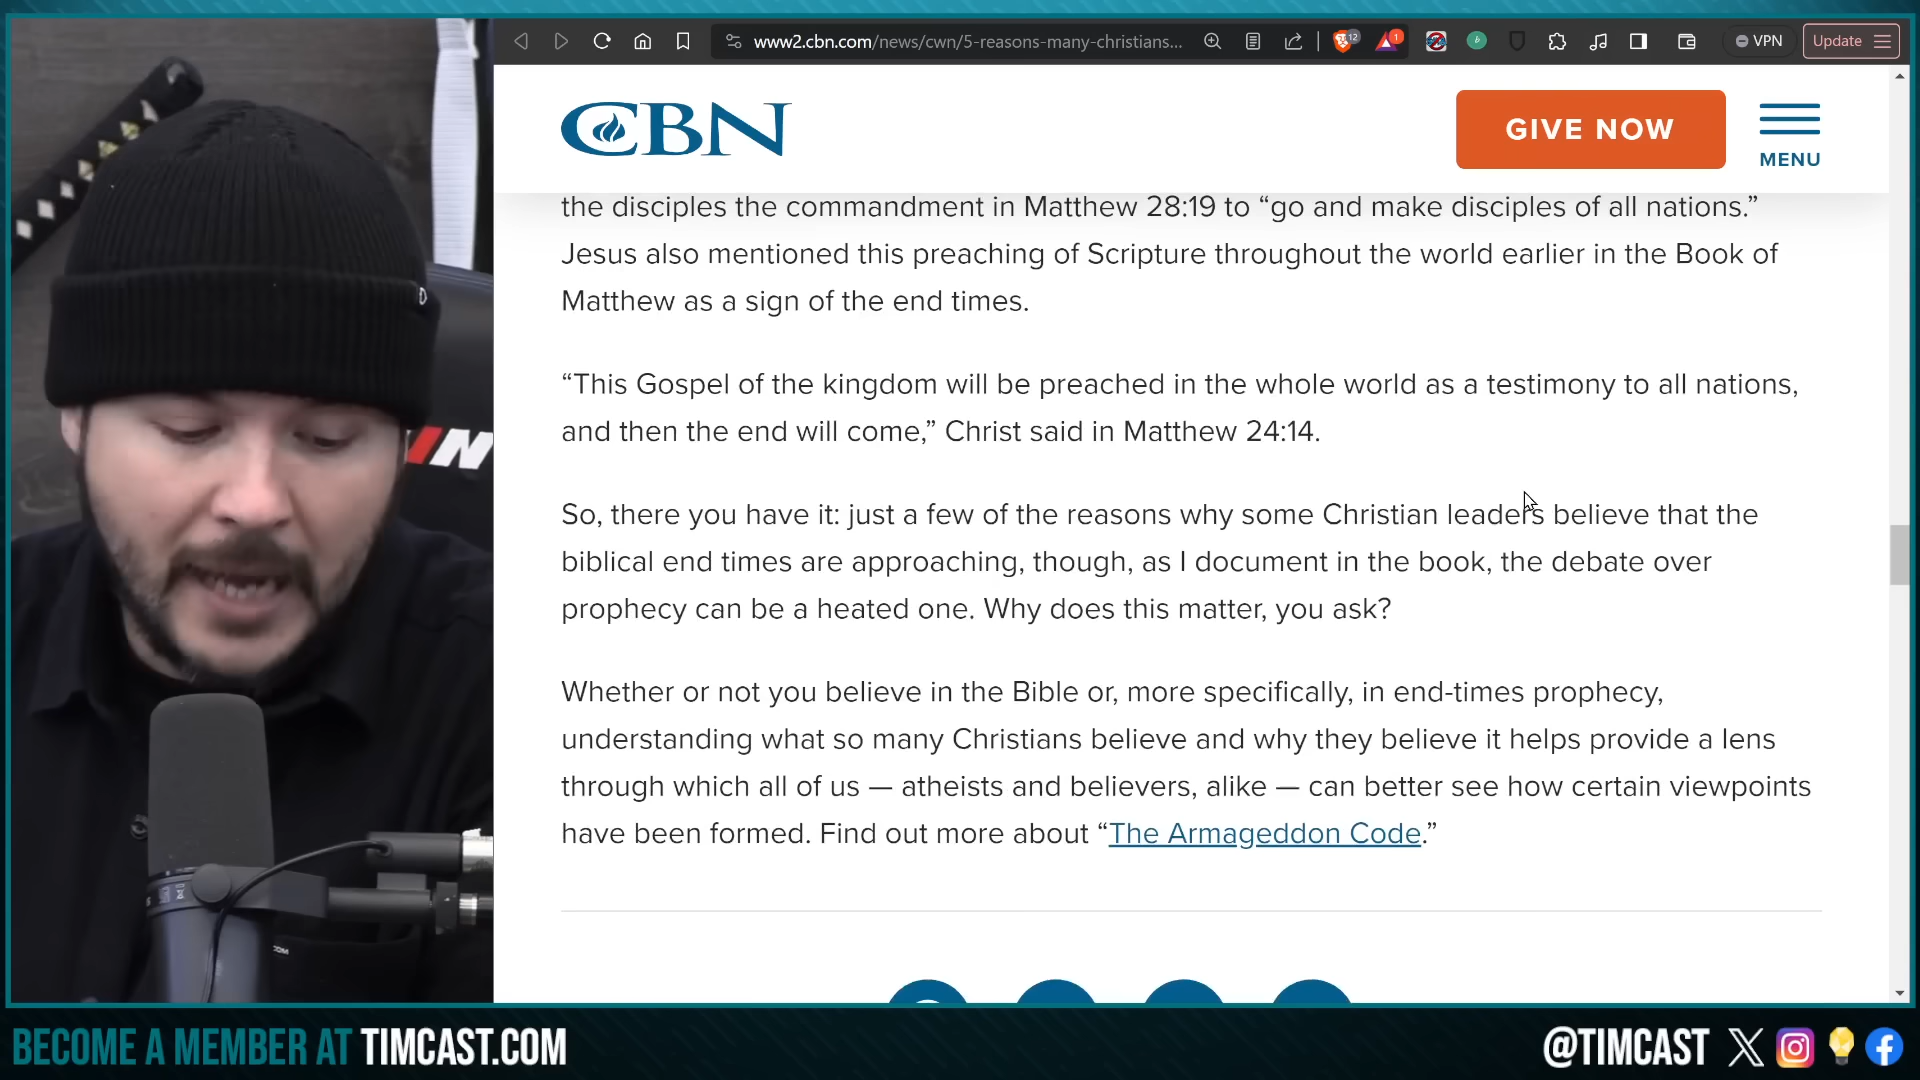 www2.cbn.com/news/cwn/5-reasons-many-christians...
12
1
VPN
Update
CBN
GIVE NOW
MENU
the disciples the commandment in Matthew 28:19 to “go and make disciples of all nations.”
Jesus also mentioned this preaching of Scripture throughout the world earlier in the Book of
Matthew as a sign of the end times.
“This Gospel of the kingdom will be preached in the whole world as a testimony to all nations,
and then the end will come,” Christ said in Matthew 24:14.
So, there you have it: just a few of the reasons why some Christian leaders believe that the
biblical end times are approaching, though, as I document in the book, the debate over
prophecy can be a heated one. Why does this matter, you ask?
Whether or not you believe in the Bible or, more specifically, in end-times prophecy,
understanding what so many Christians believe and why they believe it helps provide a lens
through which all of us — atheists and believers, alike — can better see how certain viewpoints
have been formed. Find out more about “The Armageddon Code.”
BECOME A MEMBER AT TIMCAST.COM
@TIMCAST